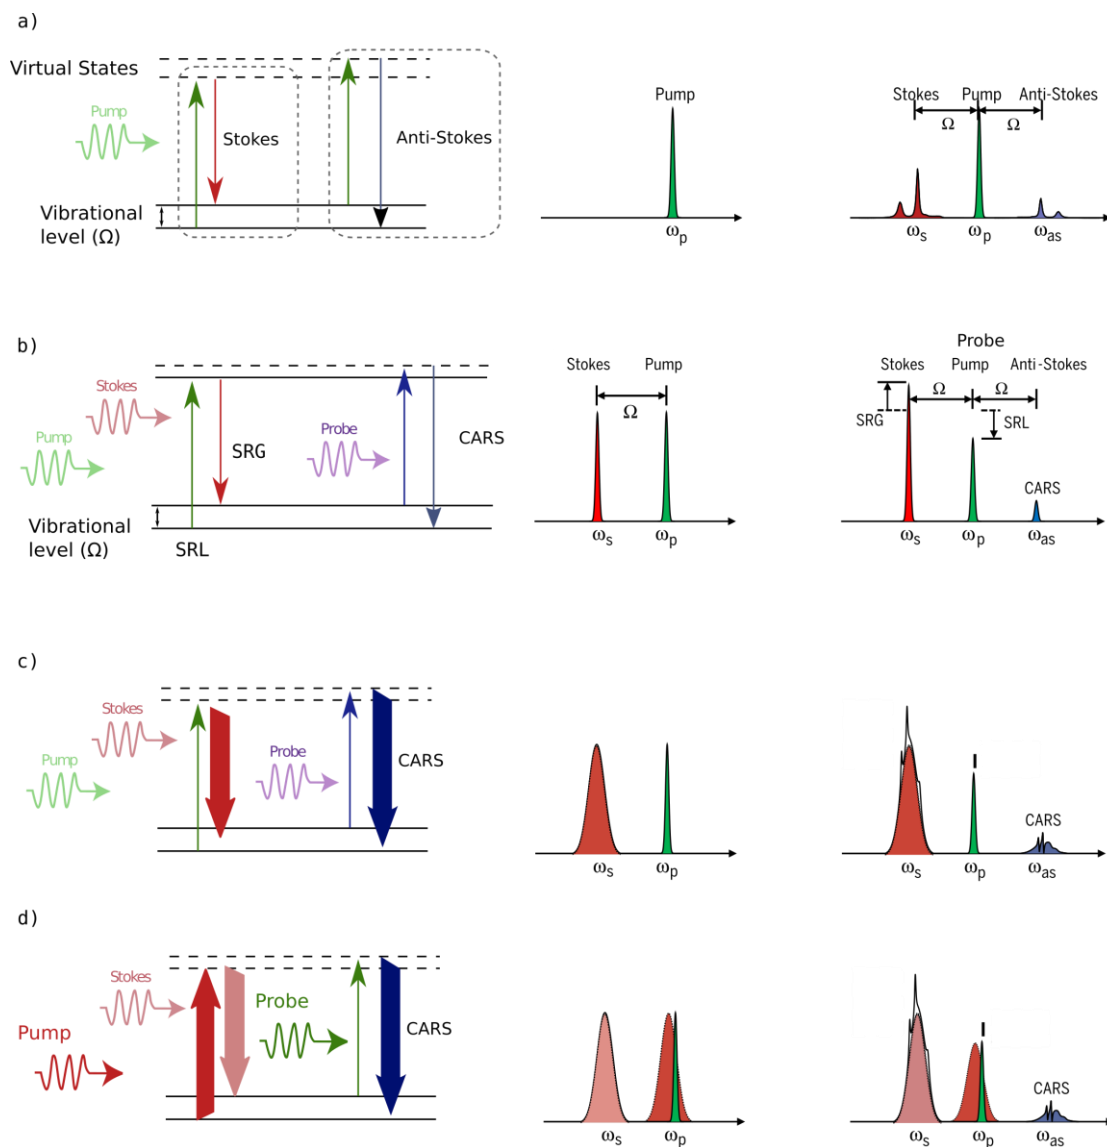 a)
Virtual States
Pump
Stokes
Anti-Stokes
Vibrational
level (Ω)
Pump
ωp
Stokes Pump Anti-Stokes
Ω Ω
ωs ωp ωas
b)
Stokes
Pump
SRG
Probe
CARS
Vibrational
level (Ω)
SRL
Stokes Pump
Ω
ωs ωp
Probe
Stokes Pump Anti-Stokes
Ω Ω
SRG
SRL
CARS
ωs ωp ωas
c)
Stokes
Pump
Probe
CARS
ωs ωp
CARS
ωs ωp ωas
d)
Stokes
Pump
Probe
CARS
ωs ωp
CARS
ωs ωp ωas